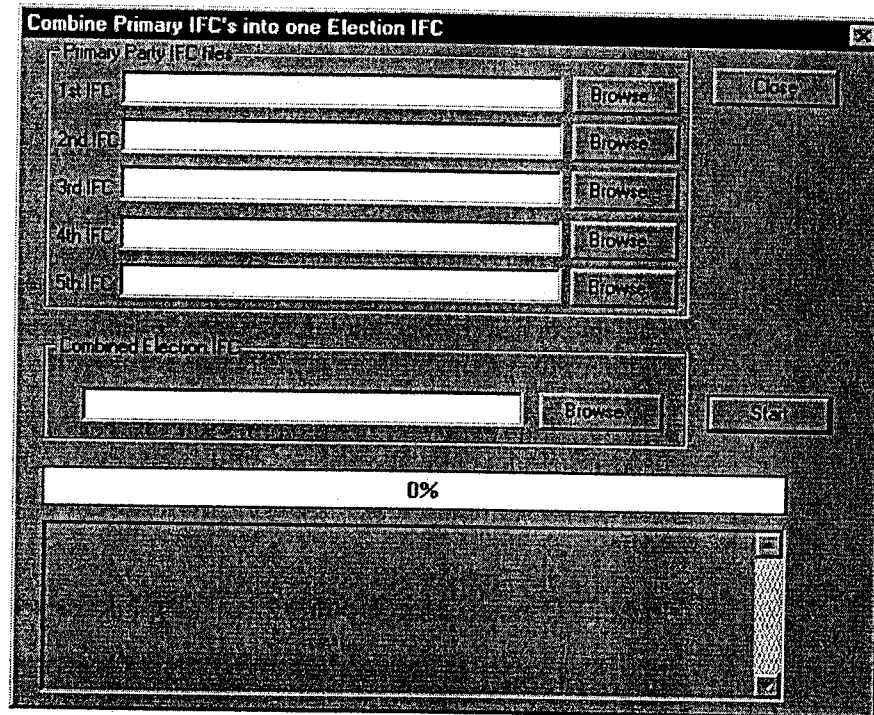 Combine Primary IFC's into one Election IFC
Primary Party IFC files
1st IFC Browse... Close
2nd IFC Browse...
3rd IFC Browse...
4th IFC Browse...
5th IFC Browse...
Combined Election IFC
Browse... Start
0%